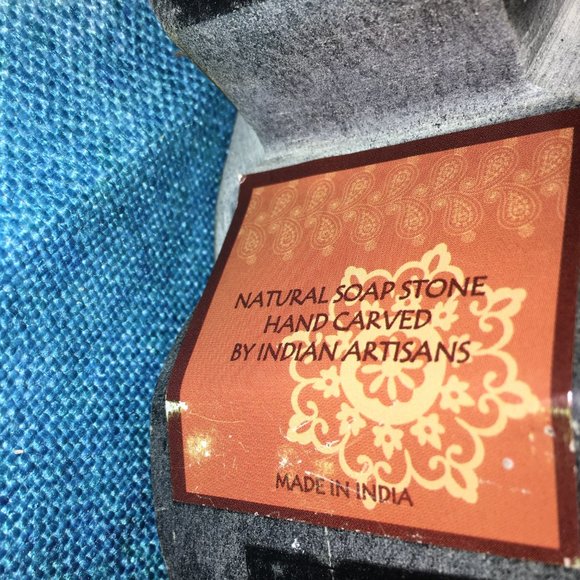 NATURAL SOAP STONE
HAND CARVED
BY INDIAN ARTISANS
MADE IN INDIA